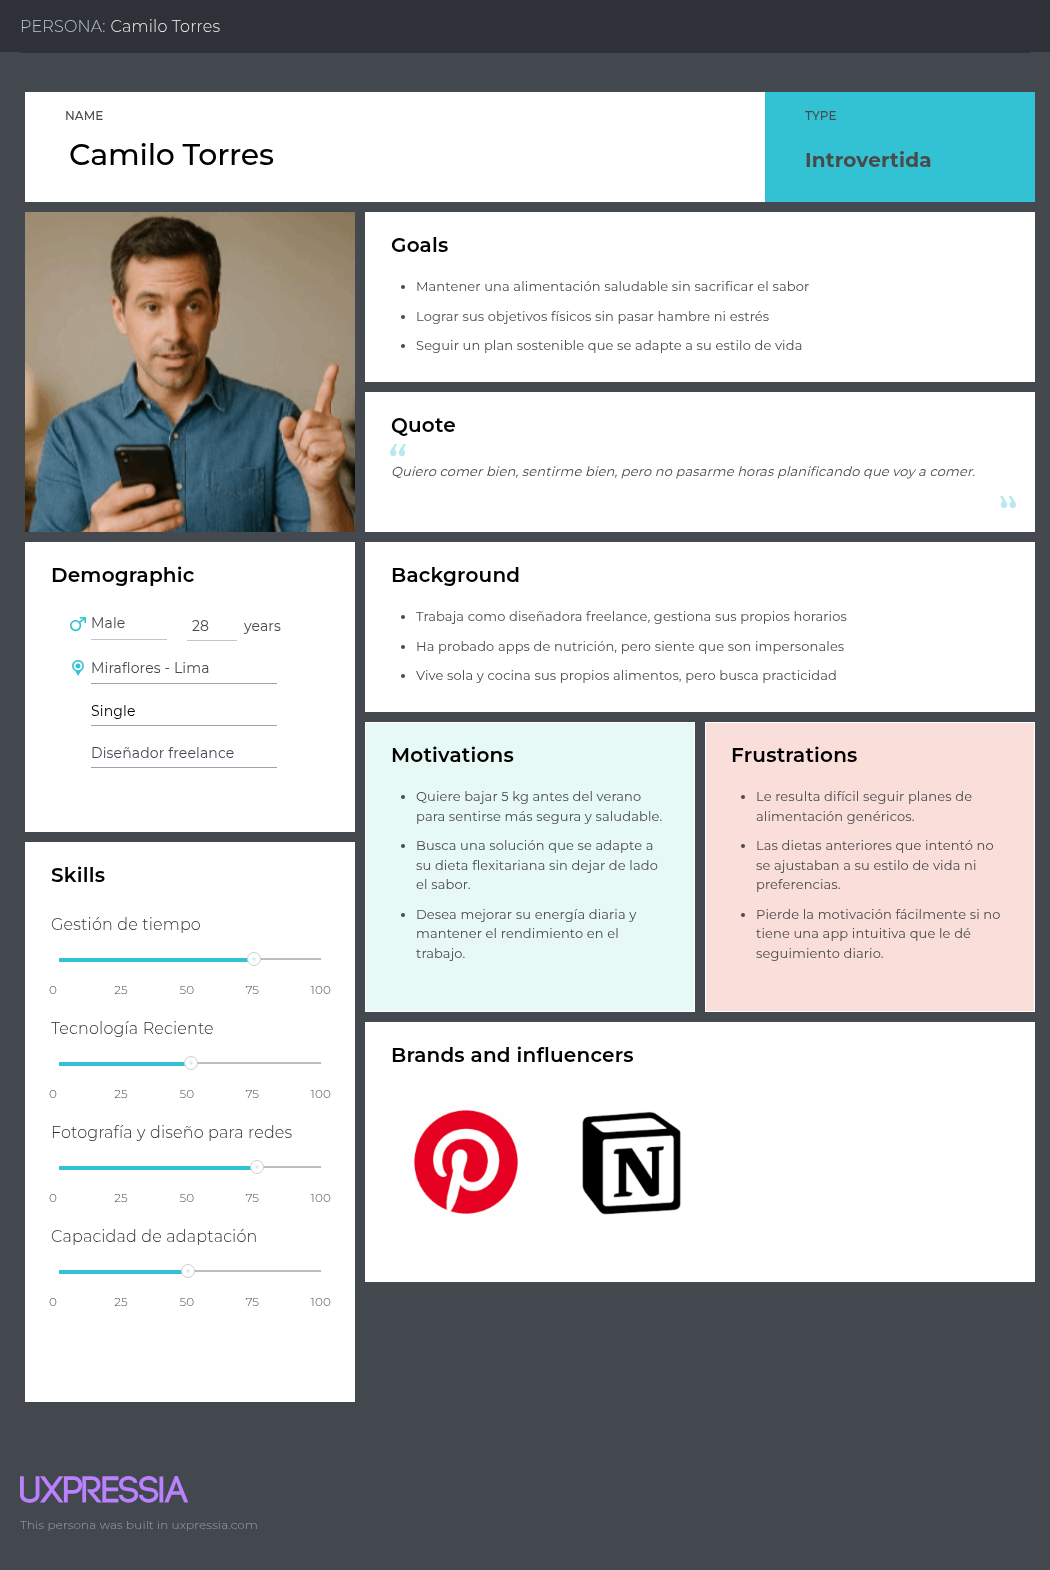 PERSONA: Camilo Torres
NAME
Camilo Torres
TYPE
Introvertida
Goals
Mantener una alimentación saludable sin sacrificar el sabor
Lograr sus objetivos físicos sin pasar hambre ni estrés
Seguir un plan sostenible que se adapte a su estilo de vida
Quote
“
Quiero comer bien, sentirme bien, pero no pasarme horas planificando que voy a comer.
”
Demographic
Male 28 years
Miraflores - Lima
Single
Diseñador freelance
Background
Trabaja como diseñadora freelance, gestiona sus propios horarios
Ha probado apps de nutrición, pero siente que son impersonales
Vive sola y cocina sus propios alimentos, pero busca practicidad
Motivations
Quiere bajar 5 kg antes del verano
para sentirse más segura y saludable.
Busca una solución que se adapte a
su dieta flexitariana sin dejar de lado
el sabor.
Desea mejorar su energía diaria y
mantener el rendimiento en el
trabajo.
Frustrations
Le resulta difícil seguir planes de
alimentación genéricos.
Las dietas anteriores que intentó no
se ajustaban a su estilo de vida ni
preferencias.
Pierde la motivación fácilmente si no
tiene una app intuitiva que le dé
seguimiento diario.
Skills
Gestión de tiempo
0 25 50 75 100
Tecnología Reciente
0 25 50 75 100
Fotografía y diseño para redes
0 25 50 75 100
Capacidad de adaptación
0 25 50 75 100
Brands and influencers
N
UXPRESSIA
This persona was built in uxpressia.com